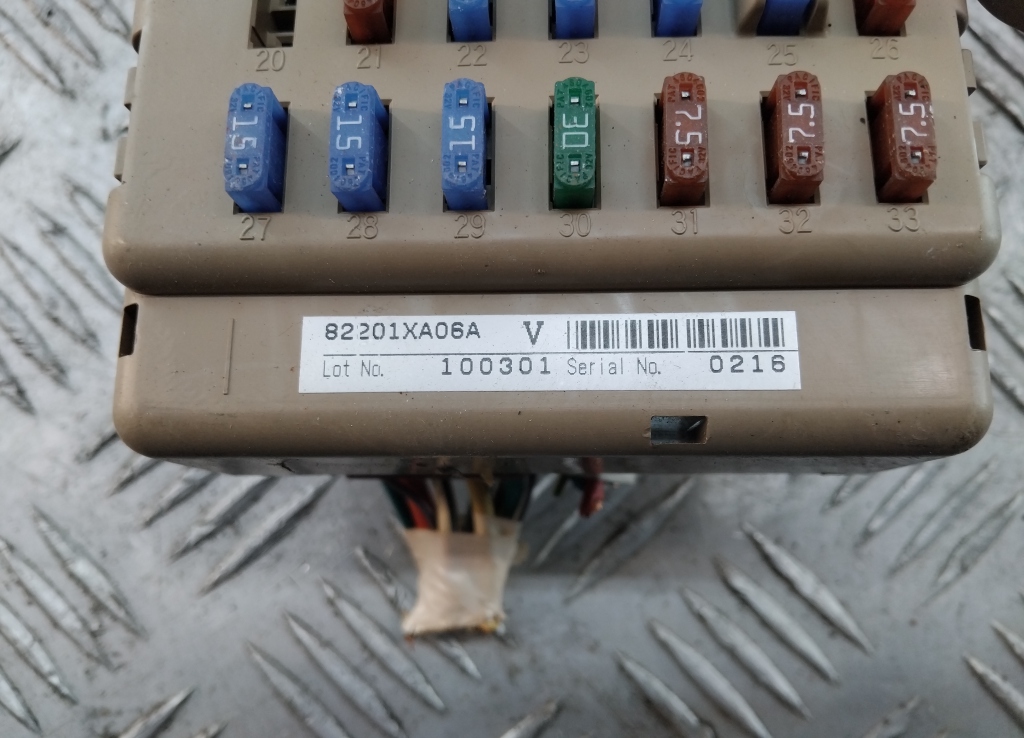 20 21 22 23 24 25 26
15 15 15 30 7.5 7.5 7.5
27 28 29 30 31 32 33
82201XA06A V
Lot No. 100301 Serial No. 0216